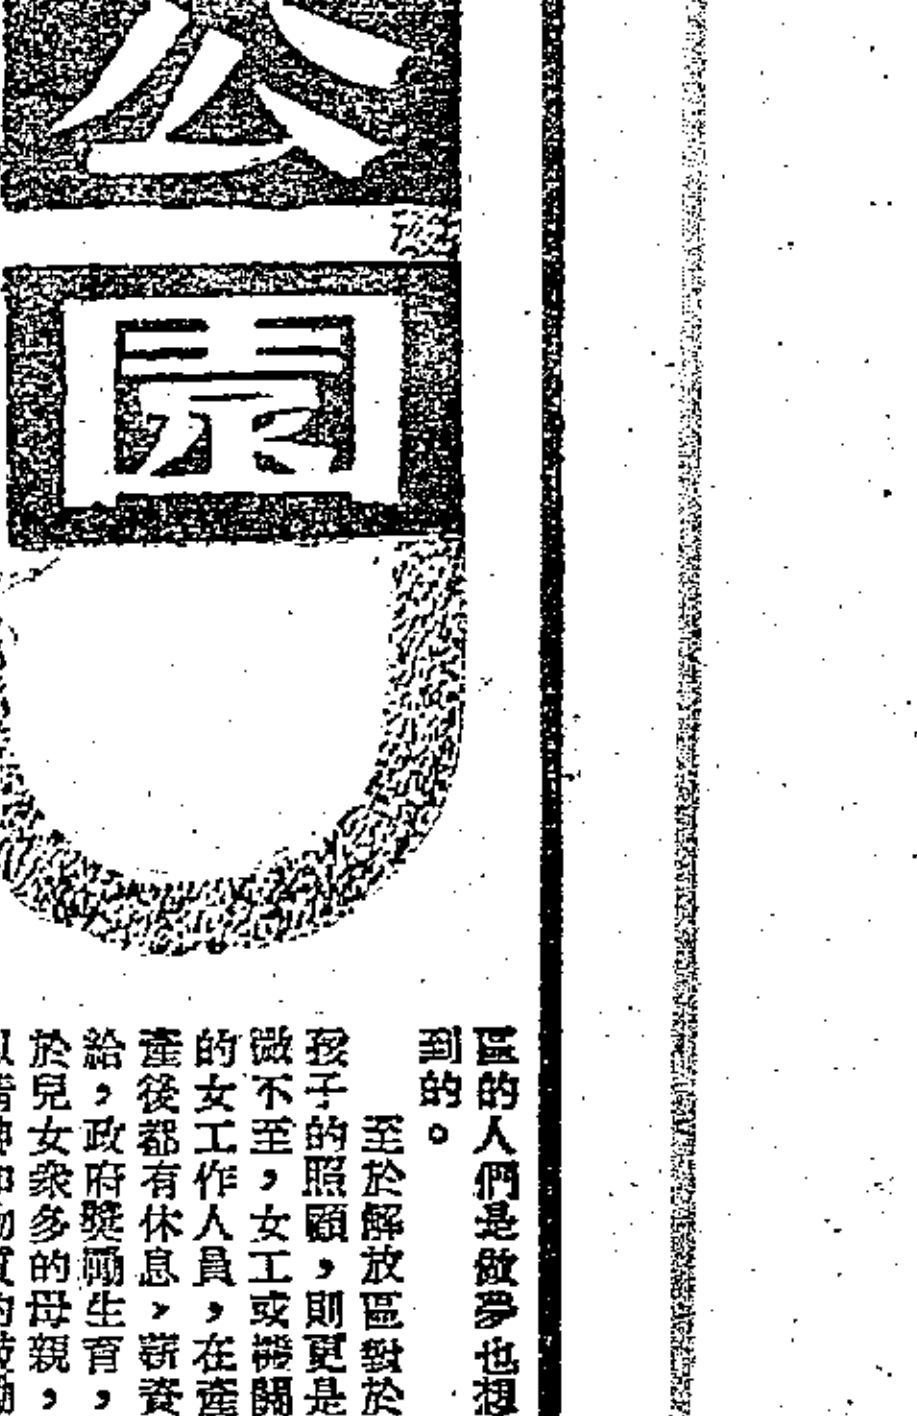 公園
區的人們是做夢也想
到的。
至於解放區對於
孩子的照顧，則更是
微不至，女工或機關
的女工作人員，在產
產後都有休息，薪資
給，政府獎勵生育，
於兒女衆多的母親，